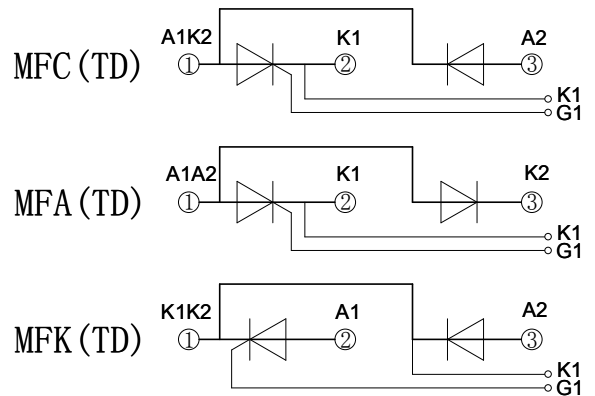 A1K2 K1 A2
MFC(TD) ① ② ③
K1
G1
A1A2 K1 K2
MFA(TD) ① ② ③
K1
G1
K1K2 A1 A2
MFK(TD) ① ② ③
K1
G1